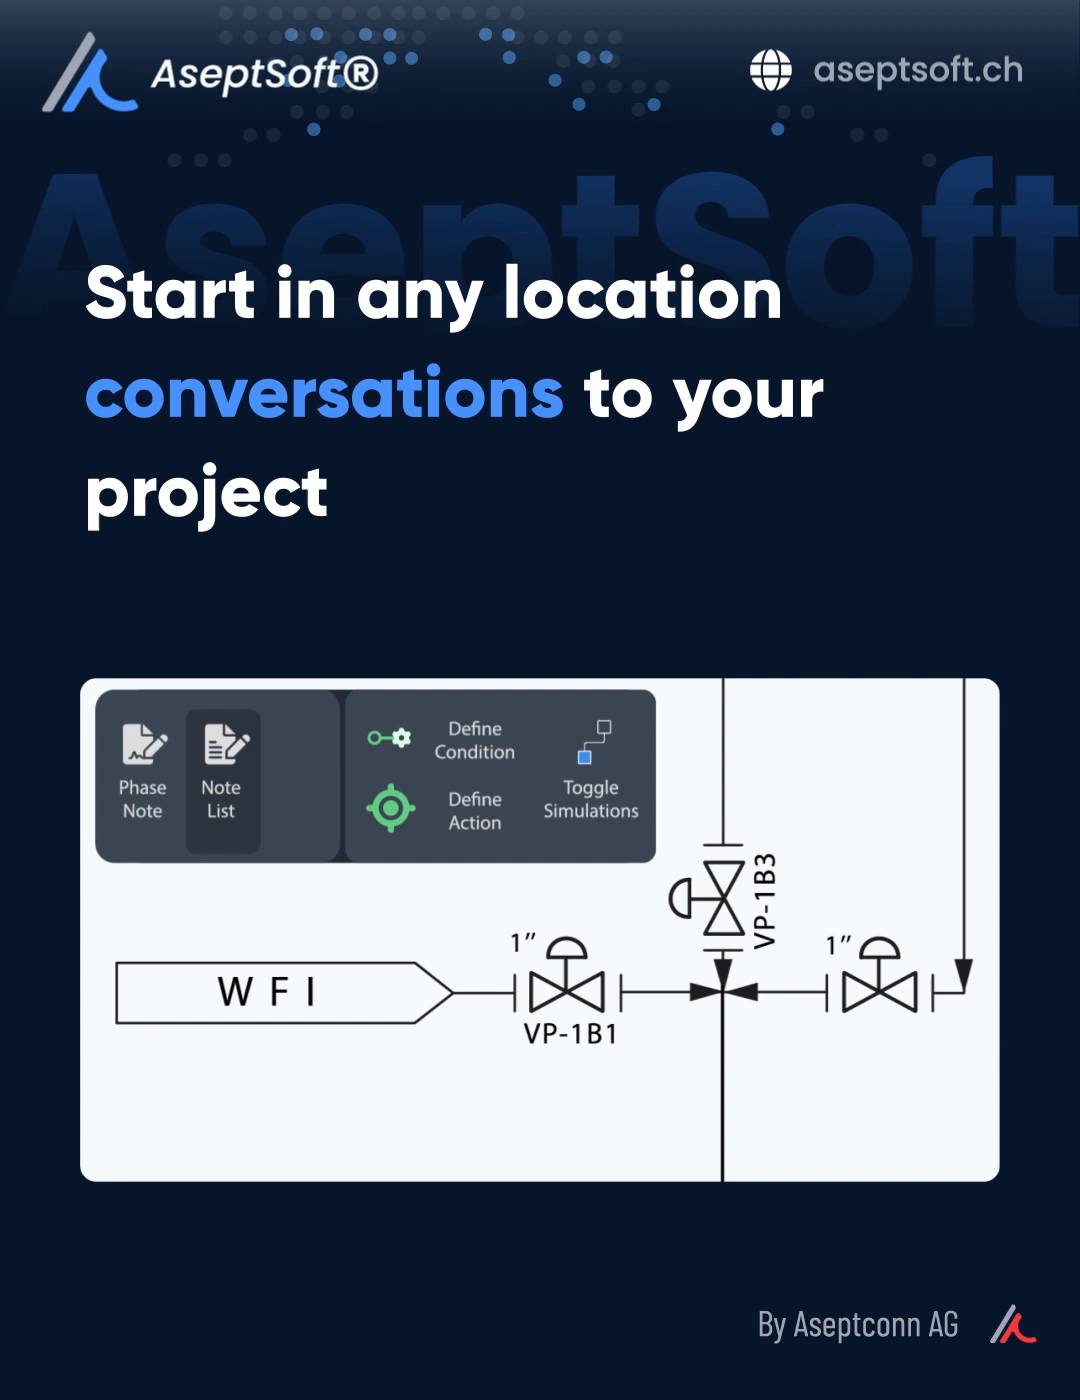 AseptSoft®
aseptsoft.ch
AseptSoft
Start in any location
conversations to your
project
Phase
Note
Note
List
Define
Condition
Define
Action
Toggle
Simulations
VP-1B3
1”
1”
W F I
VP-1B1
By Aseptconn AG